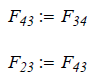 F₄₃ := F₃₄
F₂₃ := F₄₃